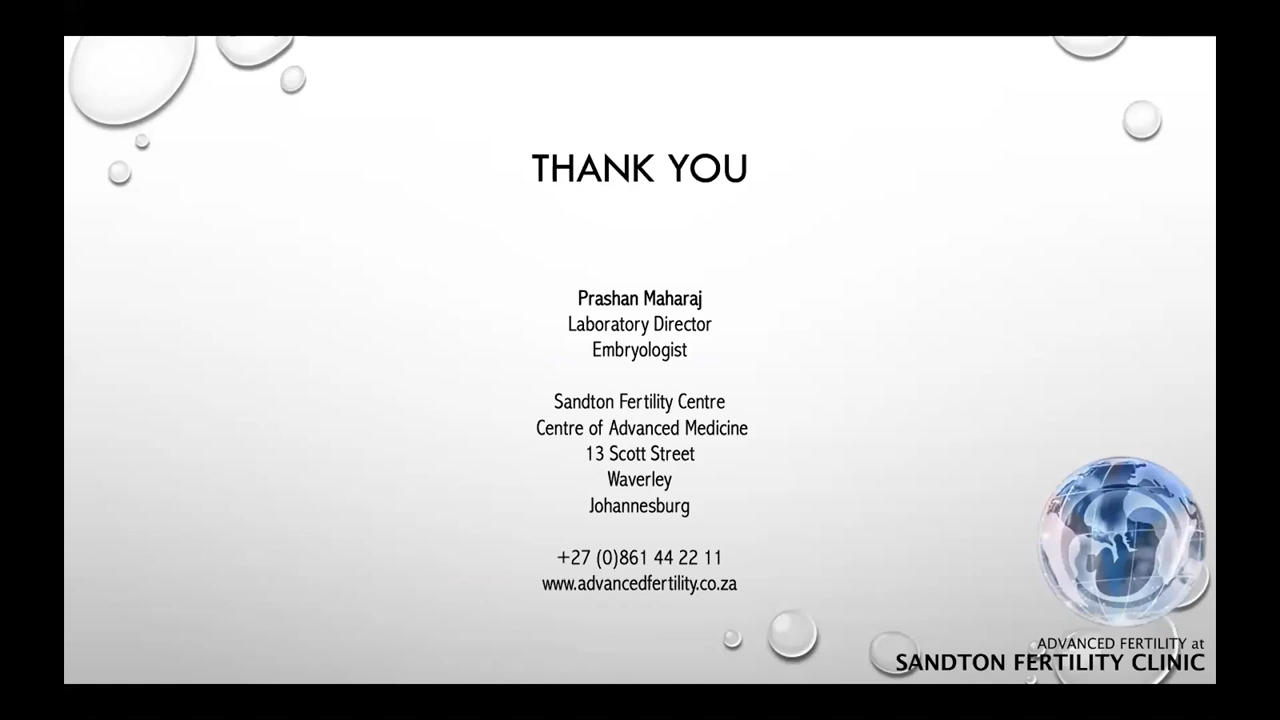 THANK YOU
Prashan Maharaj
Laboratory Director
Embryologist
Sandton Fertility Centre
Centre of Advanced Medicine
13 Scott Street
Waverley
Johannesburg
+27 (0)861 44 22 11
www.advancedfertility.co.za
ADVANCED FERTILITY at
SANDTON FERTILITY CLINIC